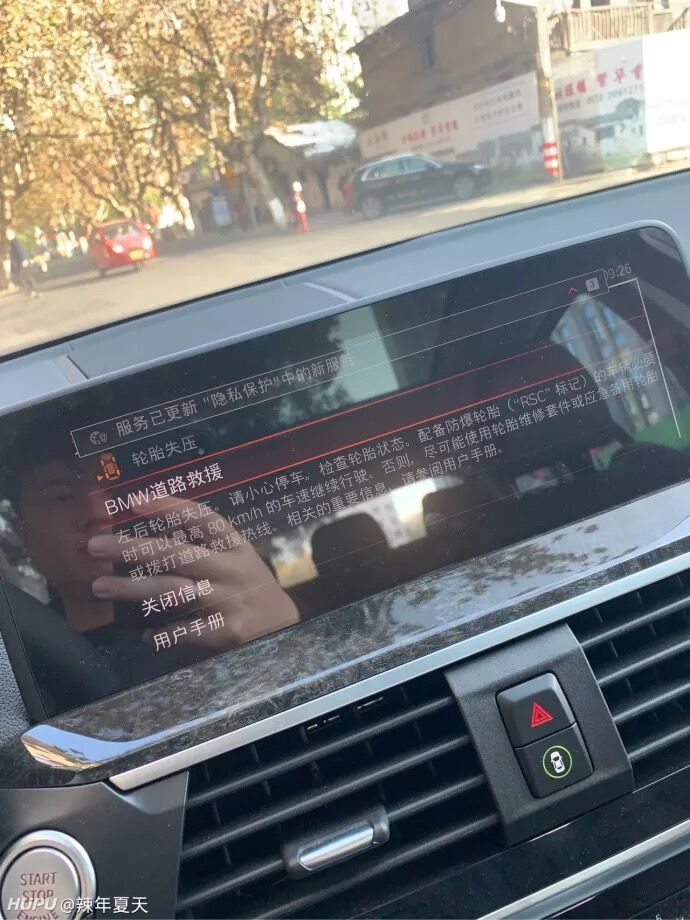 09:26
服务已更新 "隐私保护"中的新服务
轮胎失压
BMW道路救援
左后轮胎失压。请小心停车。检查轮胎状态。配备防爆轮胎（"RSC" 标记）的车辆必要
时可以最高 80 km/h 的车速继续行驶。否则，尽可能使用轮胎维修套件或应急备用轮胎
或拨打道路救援热线。相关的重要信息，请参阅用户手册。
关闭信息
用户手册
START
STOP
ENGINE
HUPU @辣年夏天